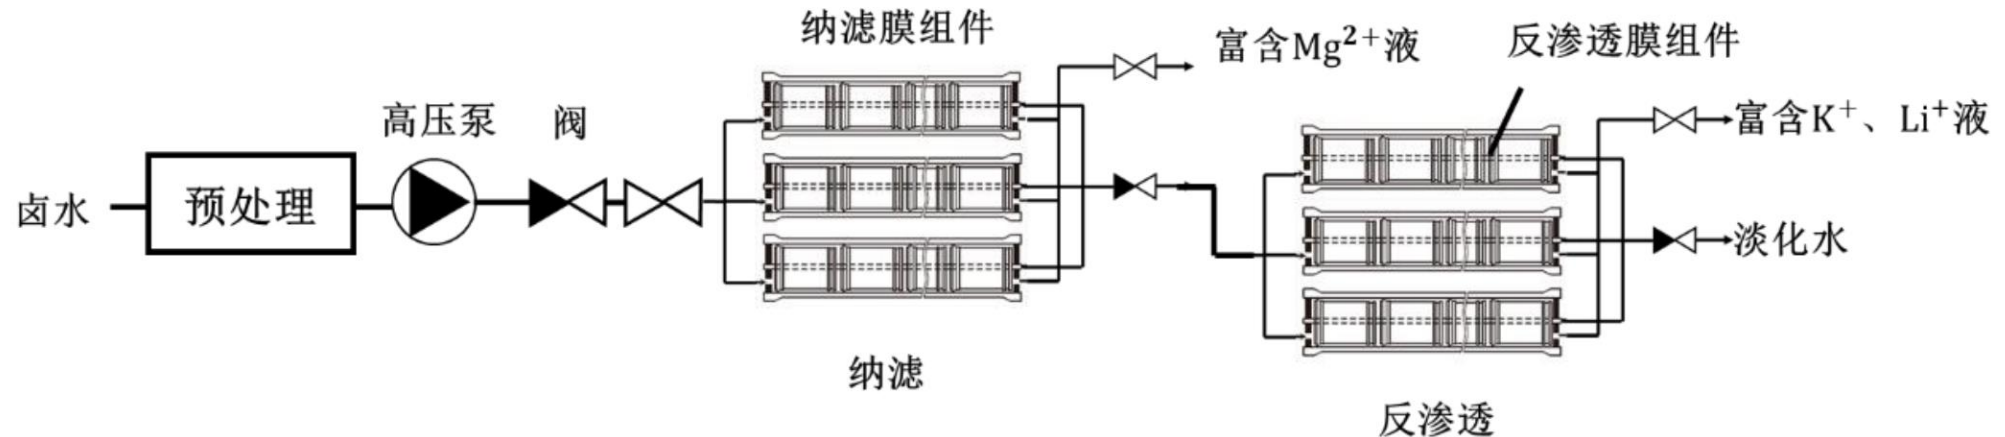 纳滤膜组件
富含Mg²⁺液
反渗透膜组件
高压泵
阀
富含K⁺、Li⁺液
卤水
预处理
淡化水
纳滤
反渗透